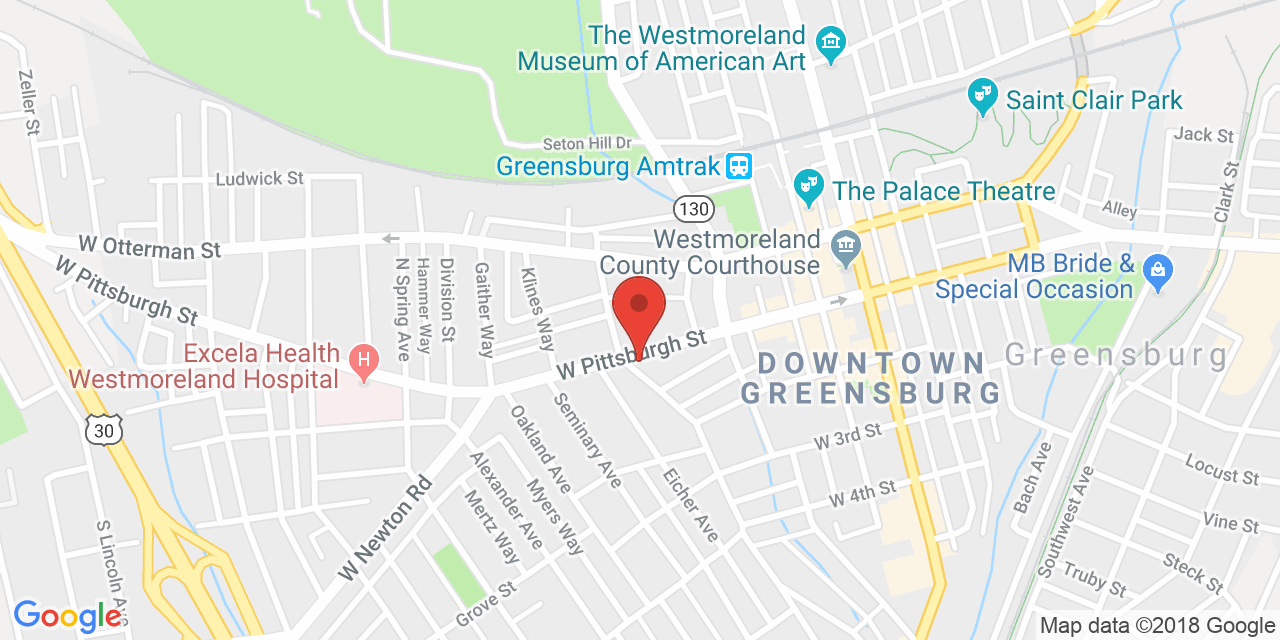 The Westmoreland
Museum of American Art
Saint Clair Park
Zeller St
Seton Hill Dr
Jack St
Greensburg Amtrak
Ludwick St
The Palace Theatre
Clark St
130
Alley
W Otterman St
Westmoreland
County Courthouse
W Pittsburgh St
MB Bride &
Special Occasion
N Spring Ave
Hammer Way
Division St
Gaither Way
Klines Way
Excela Health
Westmoreland Hospital
H
W Pittsburgh St
DOWNTOWN
GREENSBURG
Greensburg
30
Seminary Ave
Oakland Ave
W 3rd St
Alexander Ave
Myers Way
Mertz Way
Eicher Ave
W 4th St
Bach Ave
Locust St
W Newton Rd
Southwest Ave
Vine St
S Lincoln Ave
Steck St
Truby St
Grove St
Google
Map data ©2018 Google